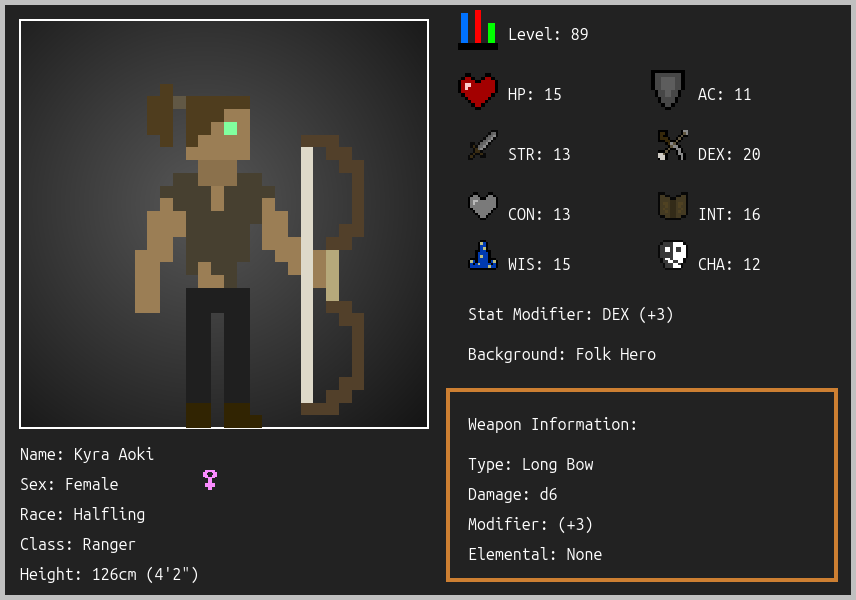 Level: 89
HP: 15
AC: 11
STR: 13
DEX: 20
CON: 13
INT: 16
WIS: 15
CHA: 12
Stat Modifier: DEX (+3)
Background: Folk Hero
Weapon Information:
Type: Long Bow
Damage: d6
Modifier: (+3)
Elemental: None
Name: Kyra Aoki
Sex: Female
Race: Halfling
Class: Ranger
Height: 126cm (4'2")